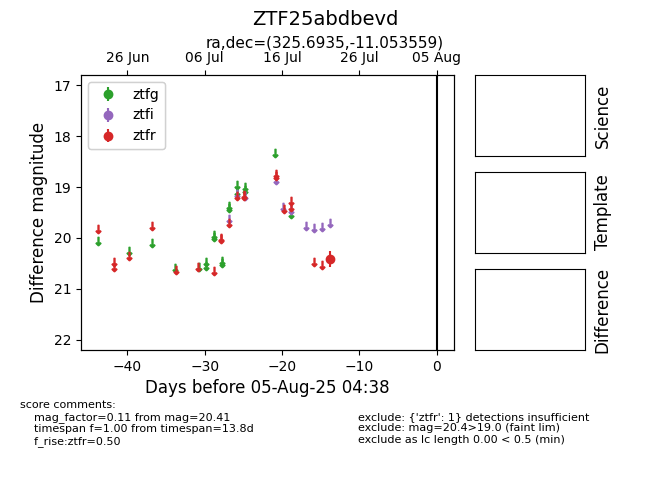 ZTF25abdbevd
ra,dec=(325.6935,-11.053559)
26 Jun 06 Jul 16 Jul 26 Jul 05 Aug
17
18
19
20
21
22
Difference magnitude
ztfg
ztfi
ztfr
−40 −30 −20 −10 0
Days before 05-Aug-25 04:38
Science
Template
Difference
score comments:
mag_factor=0.11 from mag=20.41
timespan f=1.00 from timespan=13.8d
f_rise:ztfr=0.50
exclude: {'ztfr': 1} detections insufficient
exclude: mag=20.4>19.0 (faint lim)
exclude as lc length 0.00 < 0.5 (min)